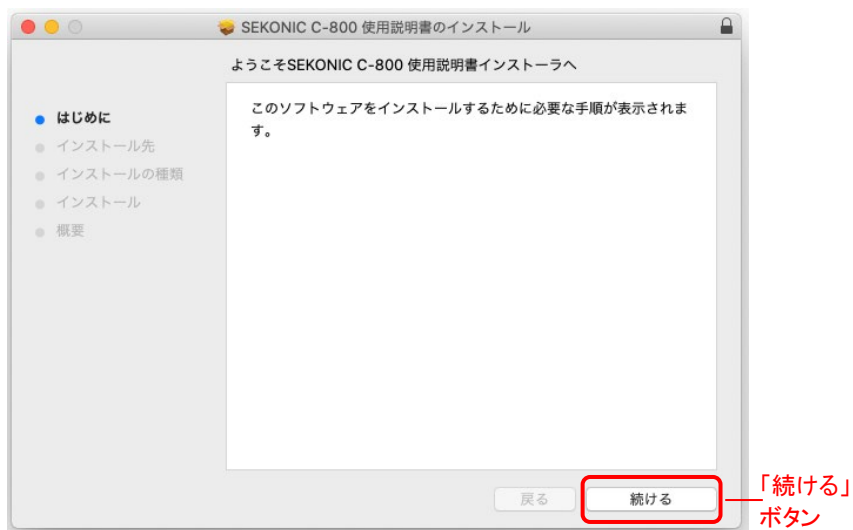 SEKONIC C-800 使用説明書のインストール
ようこそSEKONIC C-800 使用説明書インストーラへ
はじめに
インストール先
インストールの種類
インストール
概要
このソフトウェアをインストールするために必要な手順が表示されま
す。
戻る
続ける
「続ける」
ボタン